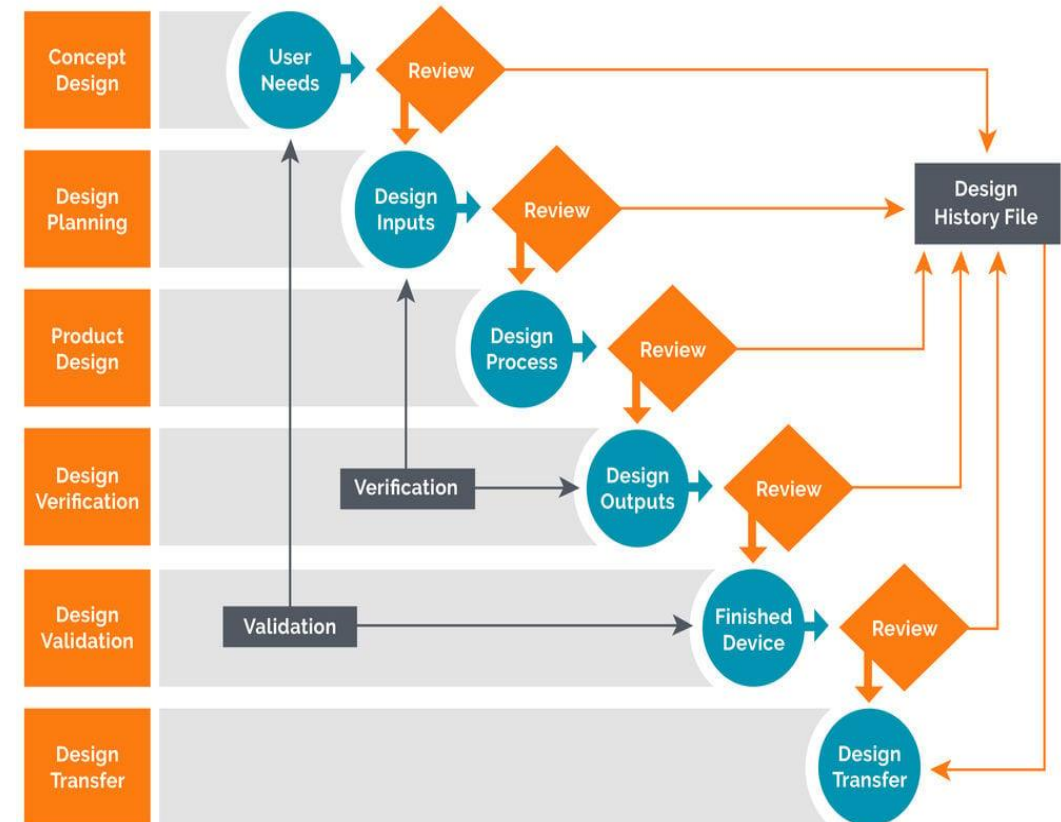 Concept
Design
User
Needs
Review
Design
Planning
Design
Inputs
Review
Design
History File
Product
Design
Design
Process
Review
Design
Verification
Verification
Design
Outputs
Review
Design
Validation
Validation
Finished
Device
Review
Design
Transfer
Design
Transfer